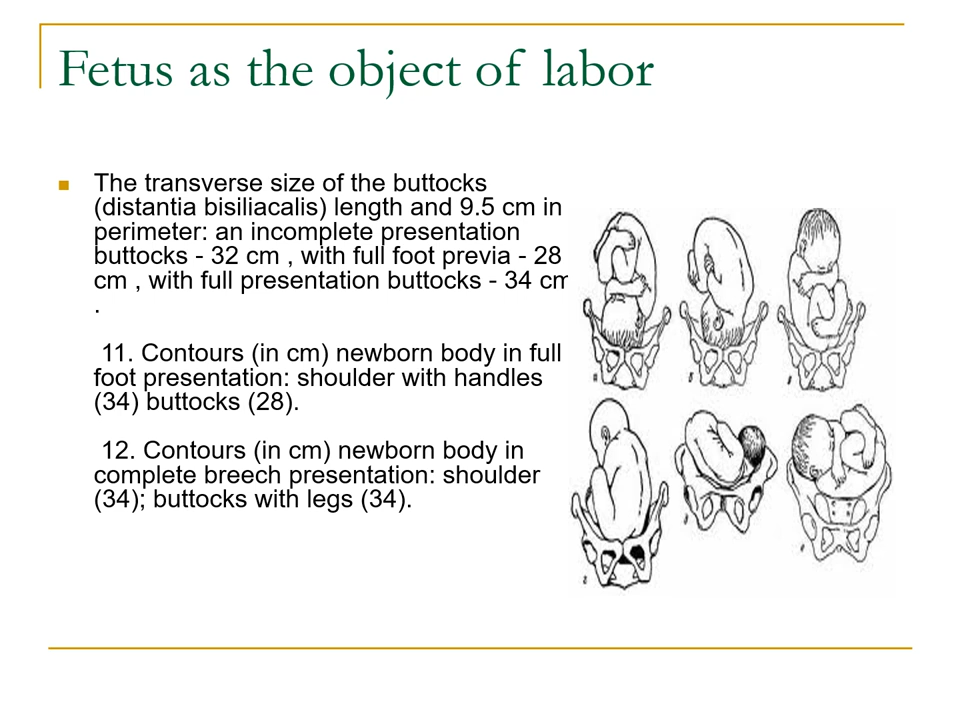 Fetus as the object of labor
The transverse size of the buttocks
(distantia bisiliacalis) length and 9.5 cm in
perimeter: an incomplete presentation
buttocks - 32 cm , with full foot previa - 28
cm , with full presentation buttocks - 34 cm
.
11. Contours (in cm) newborn body in full
foot presentation: shoulder with handles
(34) buttocks (28).
12. Contours (in cm) newborn body in
complete breech presentation: shoulder
(34); buttocks with legs (34).